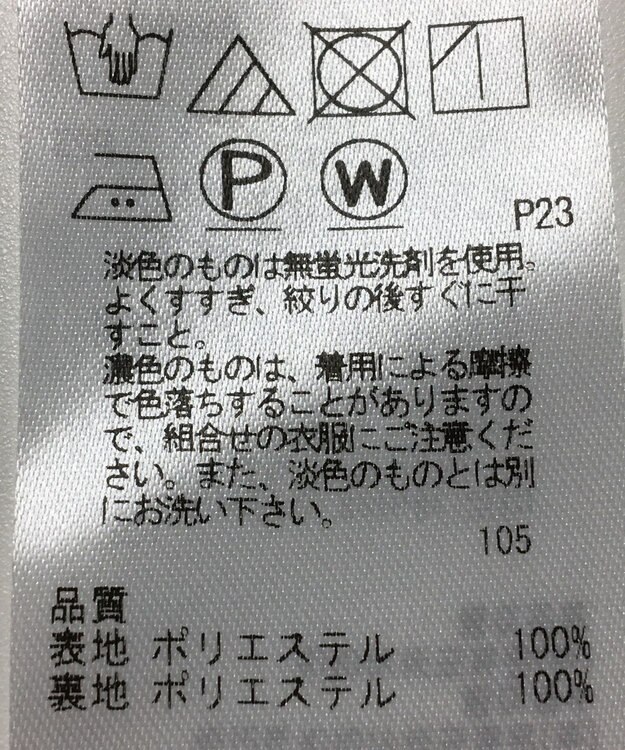 P
W
P23
淡色のものは無蛍光洗剤を使用。
よくすすぎ、絞りの後すぐに干
すこと。
濃色のものは、着用による摩擦
で色落ちすることがありますの
で、組合せの衣服にご注意くだ
さい。また、淡色のものとは別
にお洗い下さい。
105
品質
表地 ポリエステル 100%
裏地 ポリエステル 100%